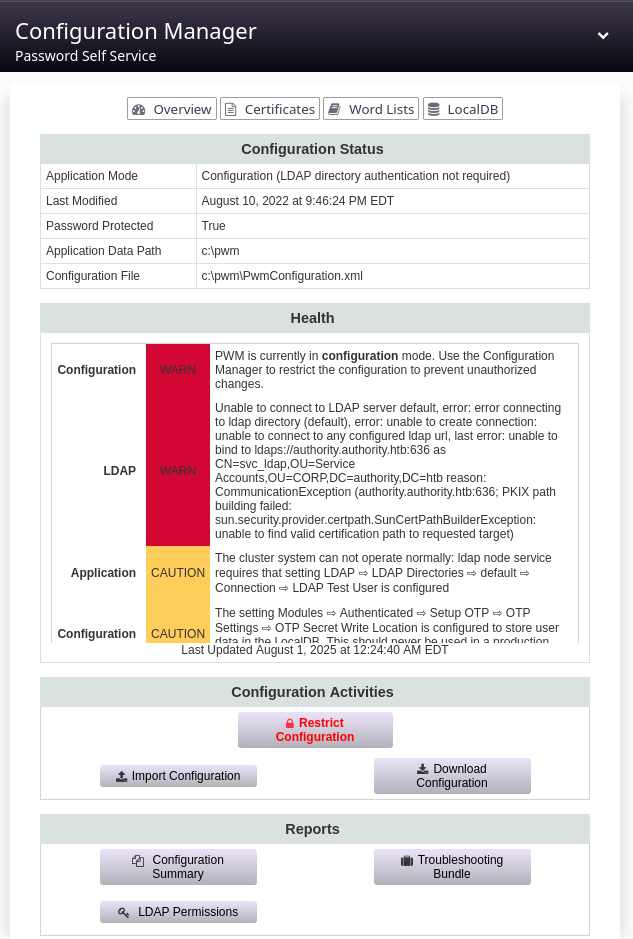 Configuration Manager
Password Self Service
Overview Certificates Word Lists LocalDB
Configuration Status
Application Mode Configuration (LDAP directory authentication not required)
Last Modified August 10, 2022 at 9:46:24 PM EDT
Password Protected True
Application Data Path c:\pwm
Configuration File c:\pwm\PwmConfiguration.xml
Health
Configuration WARN
PWM is currently in configuration mode. Use the Configuration
Manager to restrict the configuration to prevent unauthorized
changes.
LDAP WARN
Unable to connect to LDAP server default, error: error connecting
to ldap directory (default), error: unable to create connection:
unable to connect to any configured ldap url, last error: unable to
bind to ldaps://authority.authority.htb:636 as
CN=svc_ldap,OU=Service
Accounts,OU=CORP,DC=authority,DC=htb reason:
CommunicationException (authority.authority.htb:636; PKIX path
building failed:
sun.security.provider.certpath.SunCertPathBuilderException:
unable to find valid certification path to requested target)
Application CAUTION
The cluster system can not operate normally: ldap node service
requires that setting LDAP ⇨ LDAP Directories ⇨ default ⇨
Connection ⇨ LDAP Test User is configured
Configuration CAUTION
The setting Modules ⇨ Authenticated ⇨ Setup OTP ⇨ OTP
Settings ⇨ OTP Secret Write Location is configured to store user
data in the LocalDB. This should never be used in a production
Last Updated August 1, 2025 at 12:24:40 AM EDT
Configuration Activities
Restrict
Configuration
Import Configuration
Download
Configuration
Reports
Configuration
Summary
Troubleshooting
Bundle
LDAP Permissions